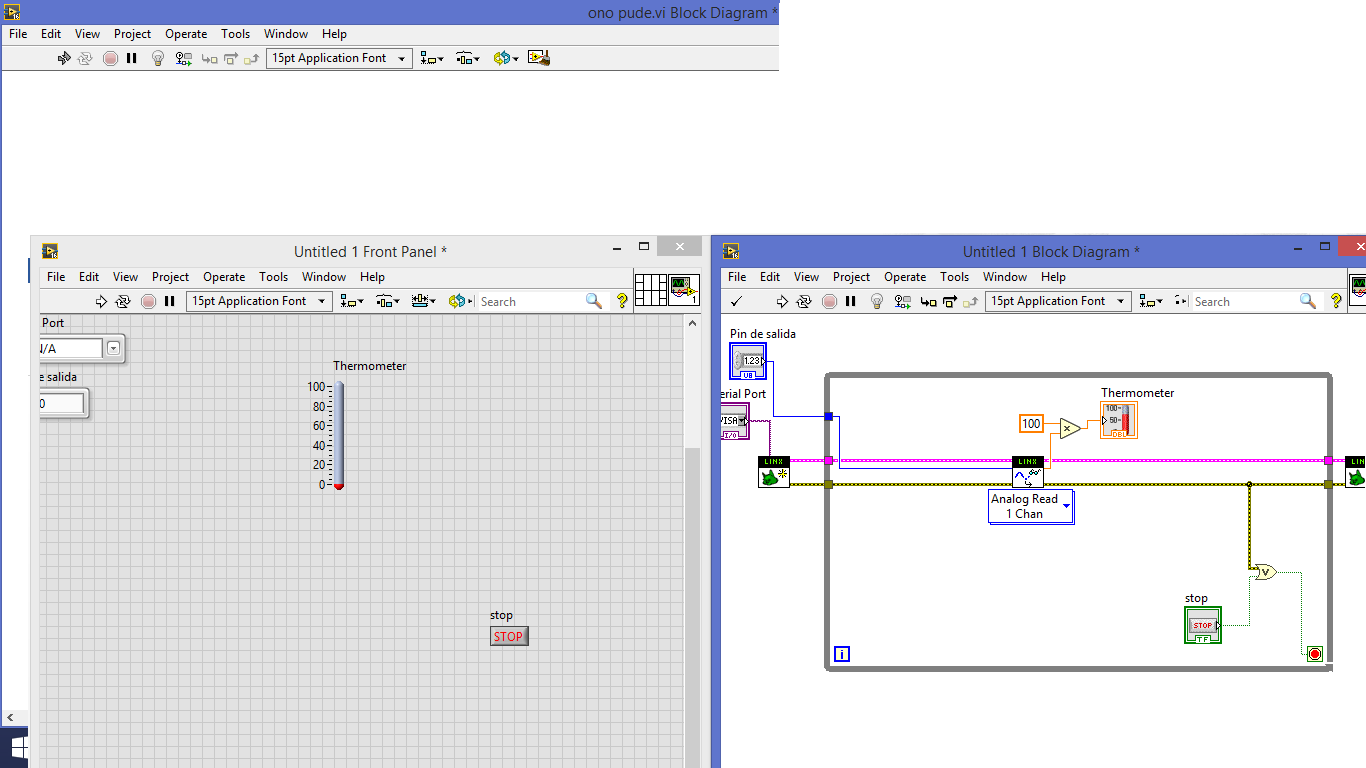 ono pude.vi Block Diagram *
File Edit View Project Operate Tools Window Help
15pt Application Font
Untitled 1 Front Panel *
File Edit View Project Operate Tools Window Help
15pt Application Font
Search
1
Port
I/A
e salida
0
Thermometer
100
80
60
40
20
0
stop
STOP
Untitled 1 Block Diagram *
File Edit View Project Operate Tools Window Help
15pt Application Font
Search
Pin de salida
1.23
U8
erial Port
VISA
I/O
LINX
Thermometer
100
100
50
DBL
LINX
Analog Read
1 Chan
LIN
V
stop
STOP
TF
i